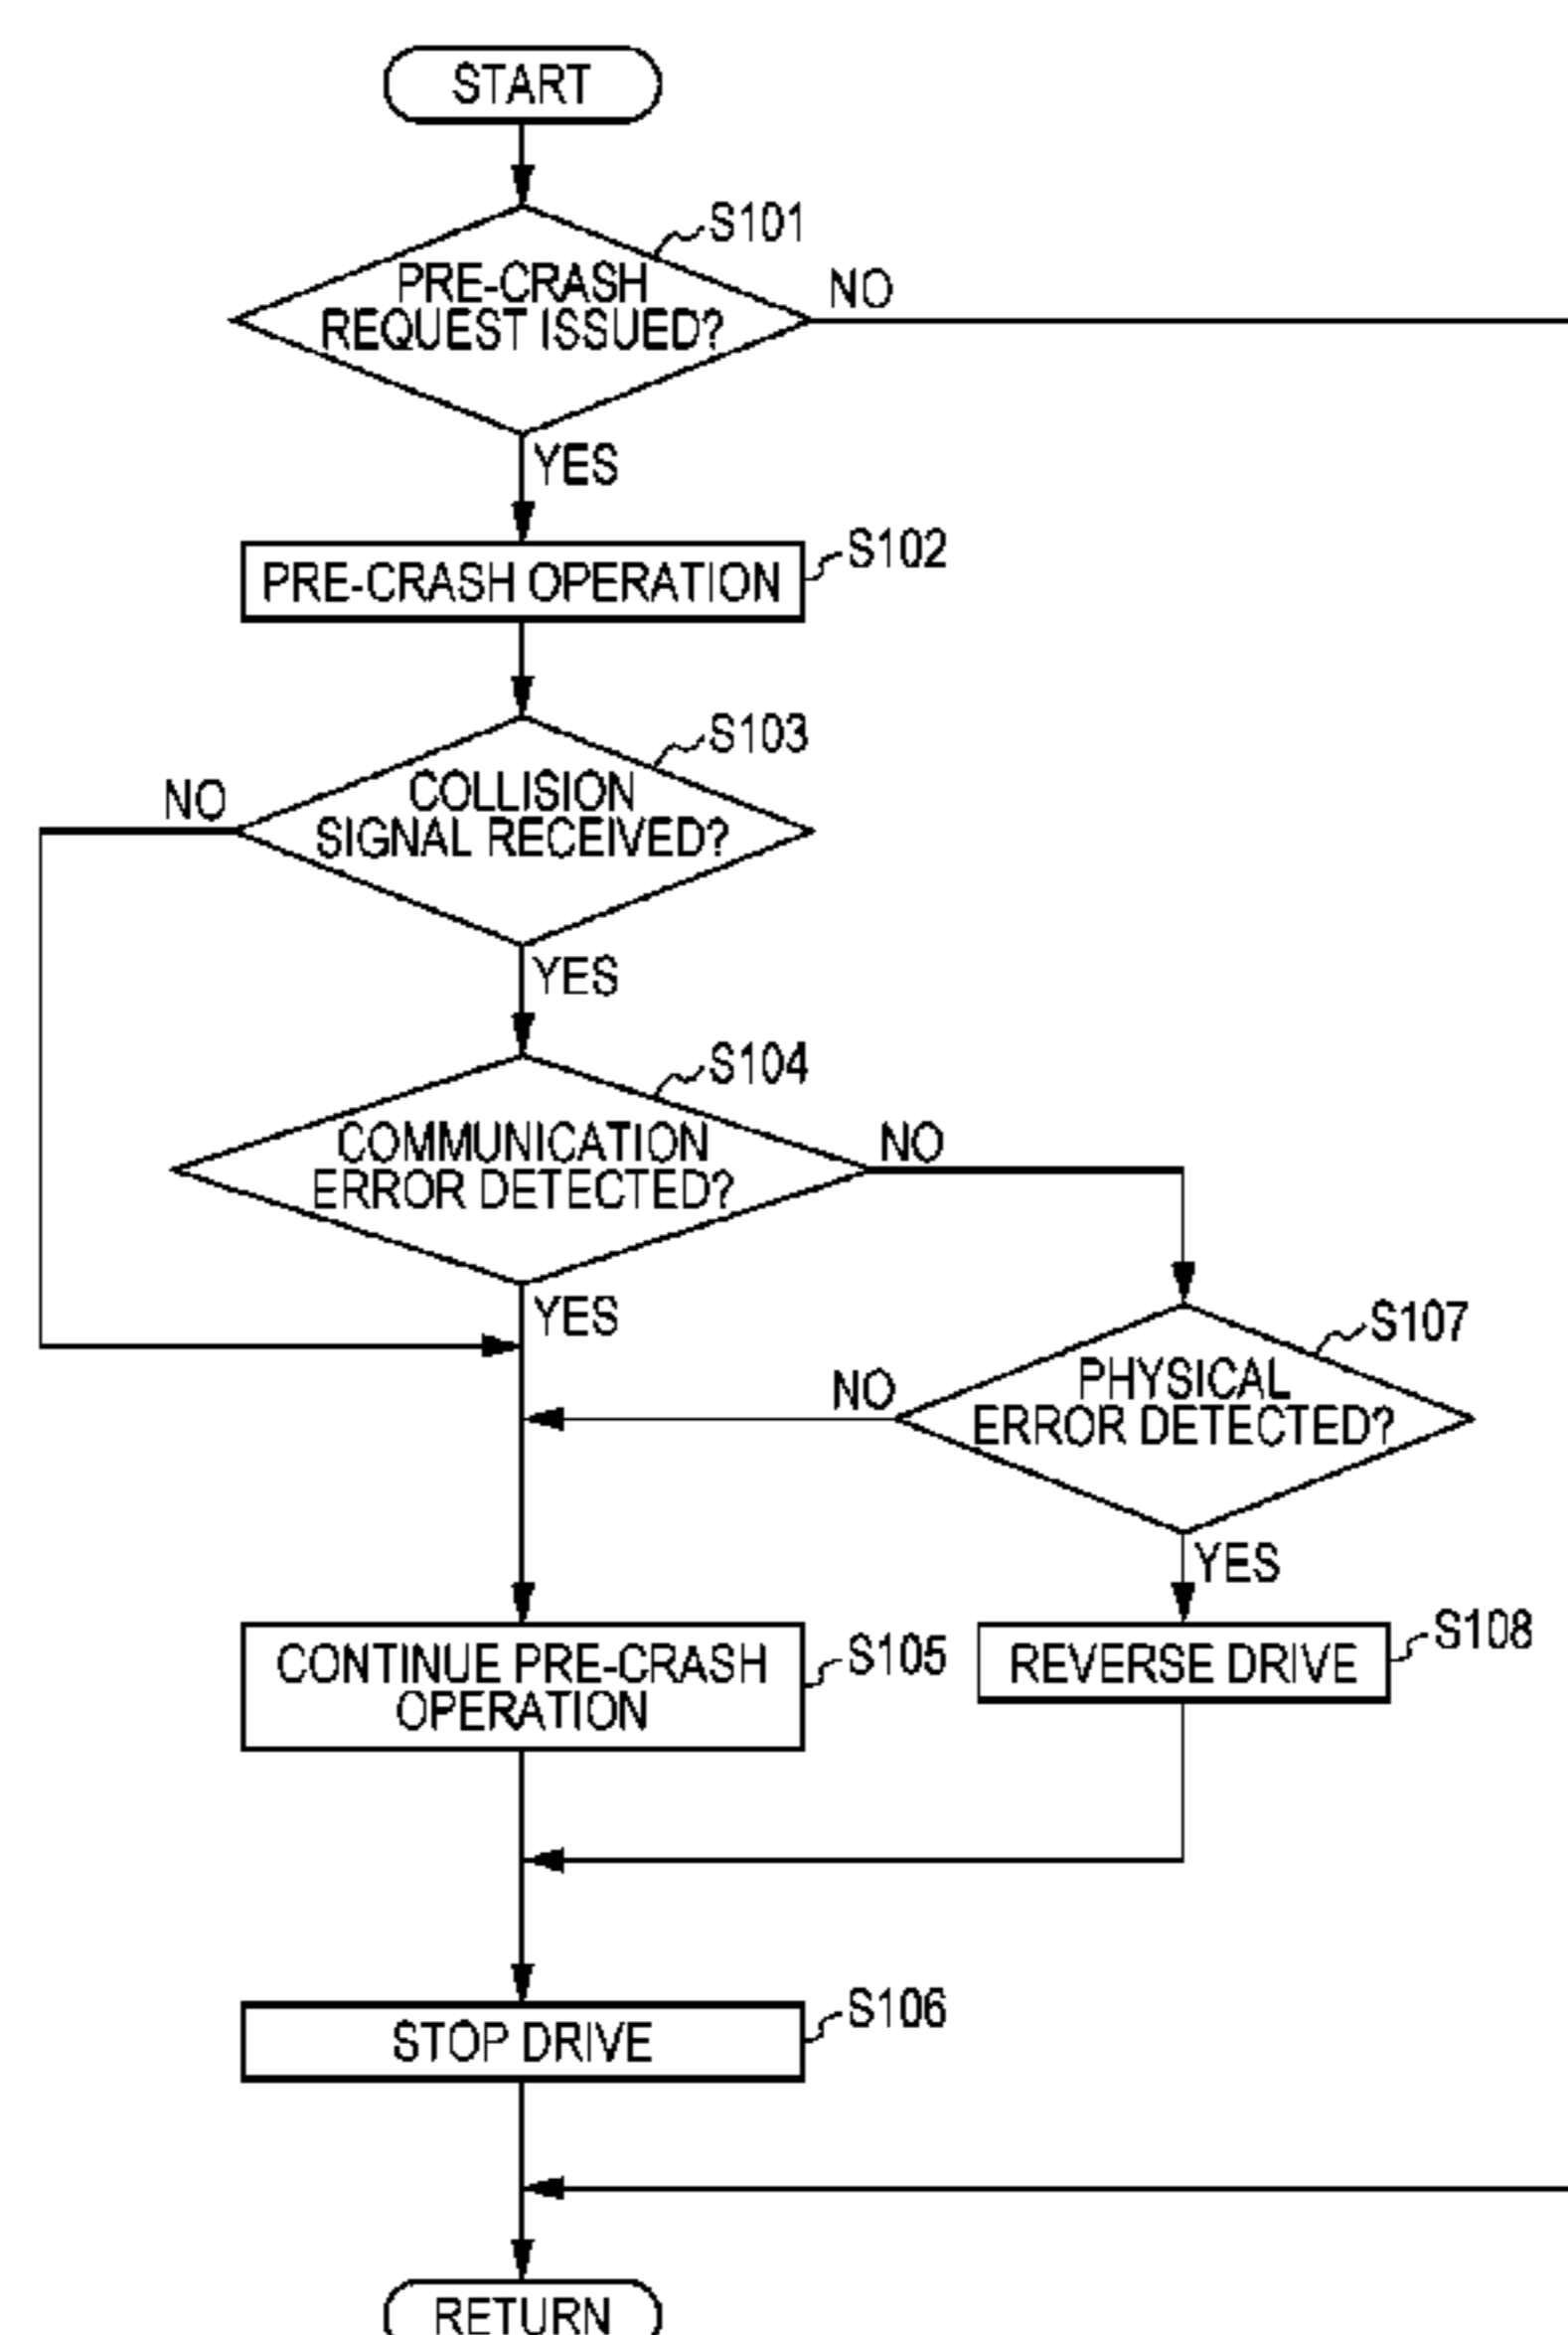 START
S101
PRE-CRASH
REQUEST ISSUED?
NO
YES
S102
PRE-CRASH OPERATION
S103
NO
COLLISION
SIGNAL RECEIVED?
YES
S104
COMMUNICATION
ERROR DETECTED?
NO
YES
S107
NO
PHYSICAL
ERROR DETECTED?
YES
S105
CONTINUE PRE-CRASH
OPERATION
S108
REVERSE DRIVE
S106
STOP DRIVE
RETURN